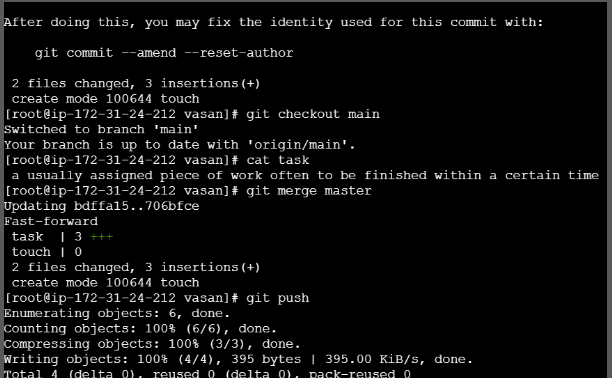 After doing this, you may fix the identity used for this commit with:
git commit --amend --reset-author
2 files changed, 3 insertions(+)
create mode 100644 touch
[root@ip-172-31-24-212 vasan]# git checkout main
Switched to branch 'main'
Your branch is up to date with 'origin/main'.
[root@ip-172-31-24-212 vasan]# cat task
a usually assigned piece of work often to be finished within a certain time
[root@ip-172-31-24-212 vasan]# git merge master
Updating bdffa15..706bfce
Fast-forward
task  | 3 +++
touch | 0
2 files changed, 3 insertions(+)
create mode 100644 touch
[root@ip-172-31-24-212 vasan]# git push
Enumerating objects: 6, done.
Counting objects: 100% (6/6), done.
Compressing objects: 100% (3/3), done.
Writing objects: 100% (4/4), 395 bytes | 395.00 KiB/s, done.
Total 4 (delta 0), reused 0 (delta 0), pack-reused 0